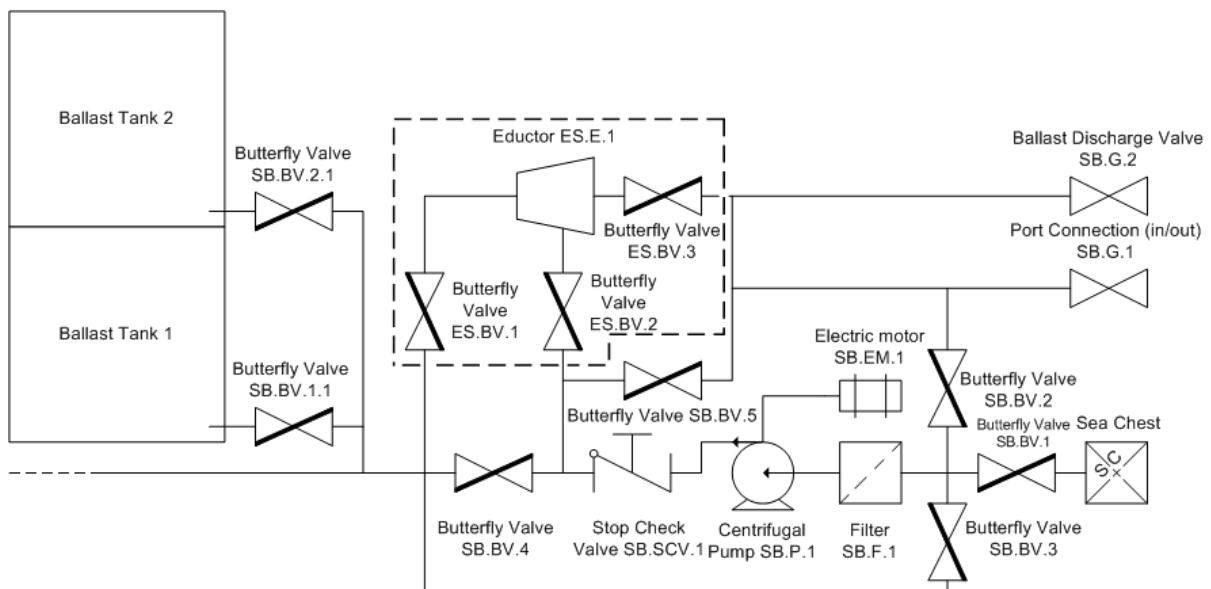 Ballast Tank 2
Butterfly Valve
SB.BV.2.1
Ballast Tank 1
Butterfly Valve
SB.BV.1.1
Eductor ES.E.1
Butterfly Valve
ES.BV.3
Butterfly
Valve
ES.BV.1
Butterfly
Valve
ES.BV.2
Ballast Discharge Valve
SB.G.2
Port Connection (in/out)
SB.G.1
Electric motor
SB.EM.1
Butterfly Valve SB.BV.5
Butterfly Valve
SB.BV.2
Butterfly Valve
SB.BV.1
Sea Chest
S C
Butterfly Valve
SB.BV.4
Stop Check
Valve SB.SCV.1
Centrifugal
Pump SB.P.1
Filter
SB.F.1
Butterfly Valve
SB.BV.3